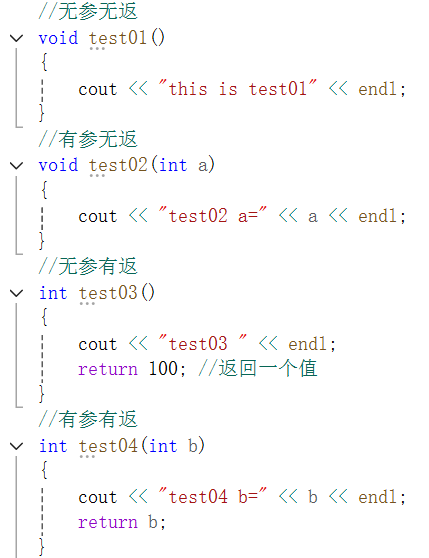 //无参无返
void test01()
{
cout << "this is test01" << endl;
}
//有参无返
void test02(int a)
{
cout << "test02 a=" << a << endl;
}
//无参有返
int test03()
{
cout << "test03 " << endl;
return 100; //返回一个值
}
//有参有返
int test04(int b)
{
cout << "test04 b=" << b << endl;
return b;
}